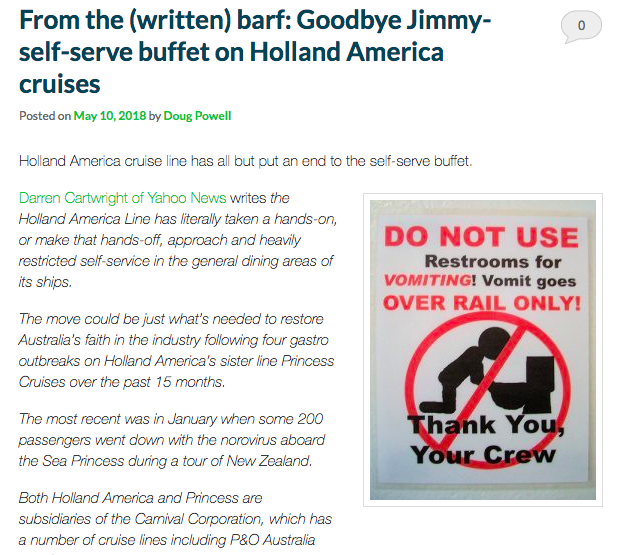 From the (written) barf: Goodbye Jimmy-
self-serve buffet on Holland America
cruises
0
Posted on May 10, 2018 by Doug Powell
Holland America cruise line has all but put an end to the self-serve buffet.
Darren Cartwright of Yahoo News writes the
Holland America Line has literally taken a hands-on,
or make that hands-off, approach and heavily
restricted self-service in the general dining areas of
its ships.
The move could be just what's needed to restore
Australia's faith in the industry following four gastro
outbreaks on Holland America's sister line Princess
Cruises over the past 15 months.
The most recent was in January when some 200
passengers went down with the norovirus aboard
the Sea Princess during a tour of New Zealand.
Both Holland America and Princess are
subsidiaries of the Carnival Corporation, which has
a number of cruise lines including P&O Australia
DO NOT USE
Restrooms for
VOMITING! Vomit goes
OVER RAIL ONLY!
Thank You,
Your Crew